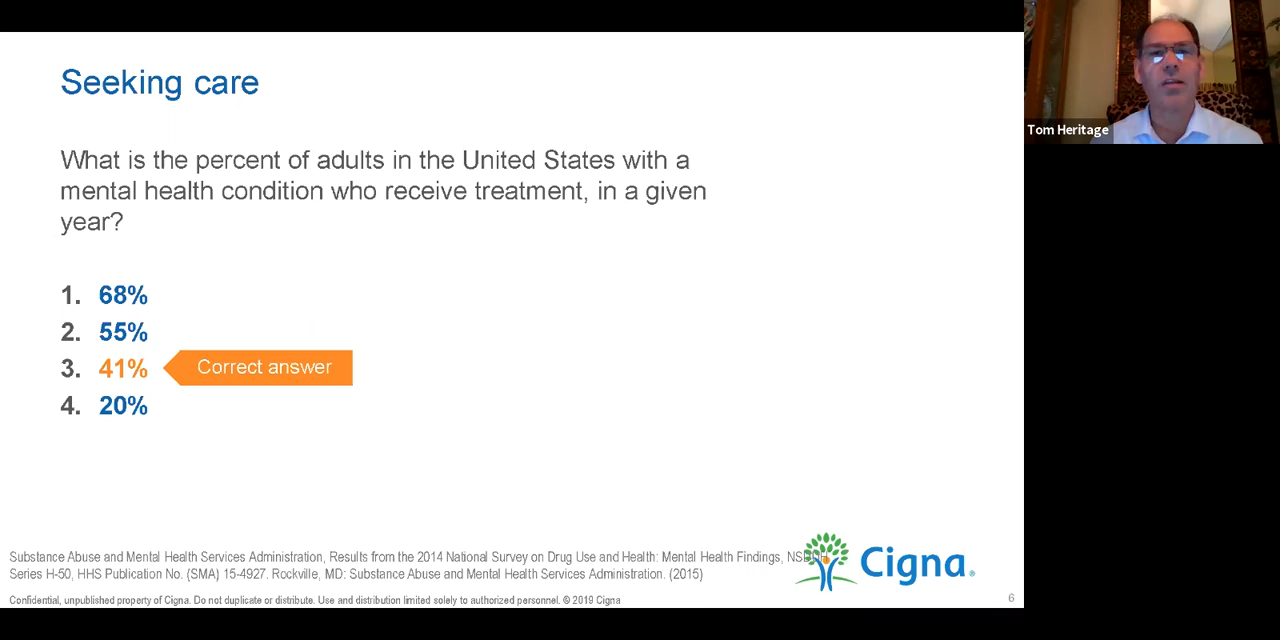 Seeking care
What is the percent of adults in the United States with a
mental health condition who receive treatment, in a given
year?
1. 68%
2. 55%
3. 41%
Correct answer
4. 20%
Substance Abuse and Mental Health Services Administration, Results from the 2014 National Survey on Drug Use and Health: Mental Health Findings, NSDUH
Series H-50, HHS Publication No. (SMA) 15-4927. Rockville, MD: Substance Abuse and Mental Health Services Administration. (2015)
Confidential, unpublished property of Cigna. Do not duplicate or distribute. Use and distribution limited solely to authorized personnel. © 2019 Cigna
Cigna®
6
Tom Heritage